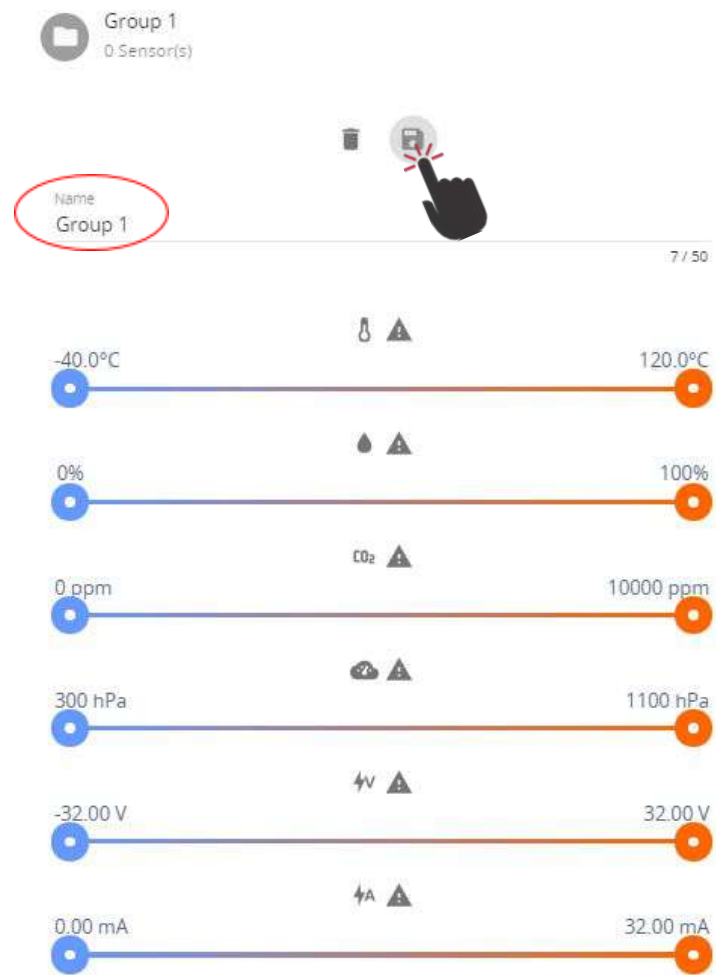 Group 1
0 Sensor(s)
Name
Group 1
7 / 50
-40.0°C 120.0°C
0% 100%
CO₂
0 ppm 10000 ppm
300 hPa 1100 hPa
V
-32.00 V 32.00 V
A
0.00 mA 32.00 mA